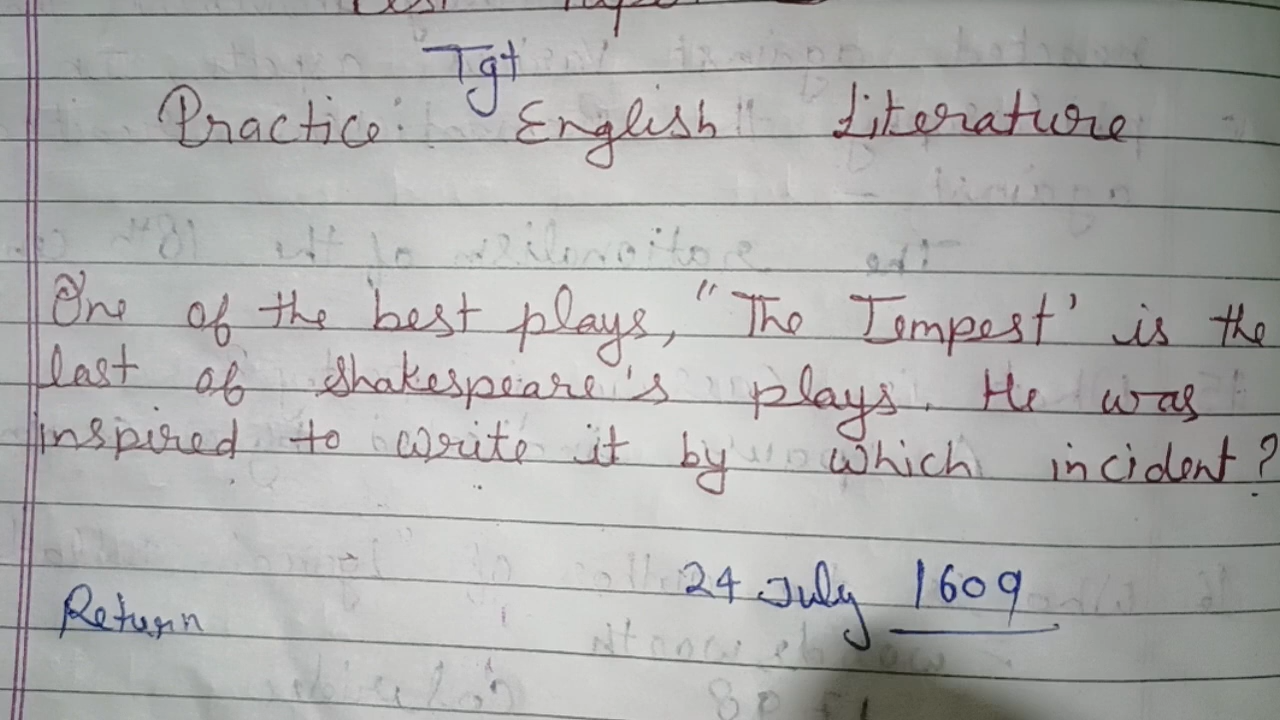 Tgt
Practice: English Literature
One of the best plays, "The Tempest' is the
last of Shakespeare's plays. He was
inspired to write it by which incident?
24 July 1609
Return